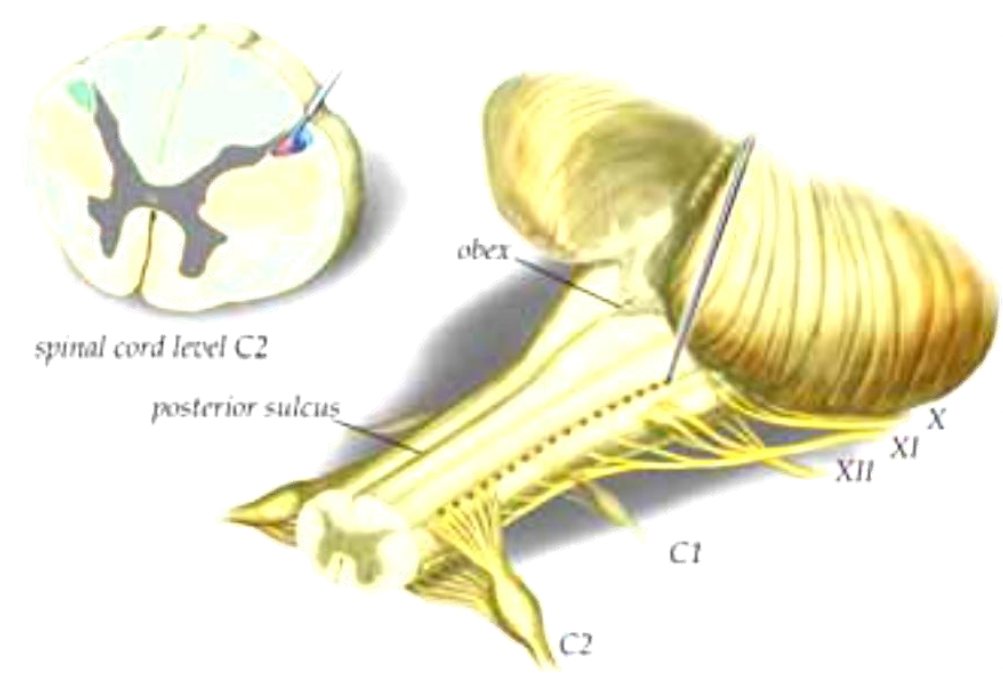 obex
spinal cord level C2
posterior sulcus
X
XI
XII
C1
C2